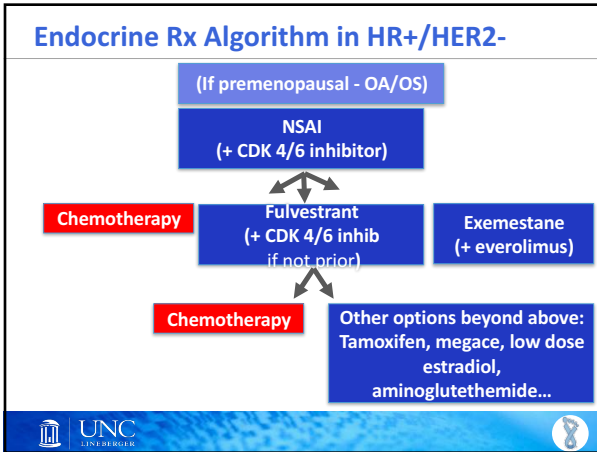 Endocrine Rx Algorithm in HR+/HER2-
(If premenopausal - OA/OS)
NSAI
(+ CDK 4/6 inhibitor)
Chemotherapy
Fulvestrant
(+ CDK 4/6 inhib
if not prior)
Exemestane
(+ everolimus)
Chemotherapy
Other options beyond above:
Tamoxifen, megace, low dose
estradiol,
aminoglutethemide...
UNC
LINEBERGER